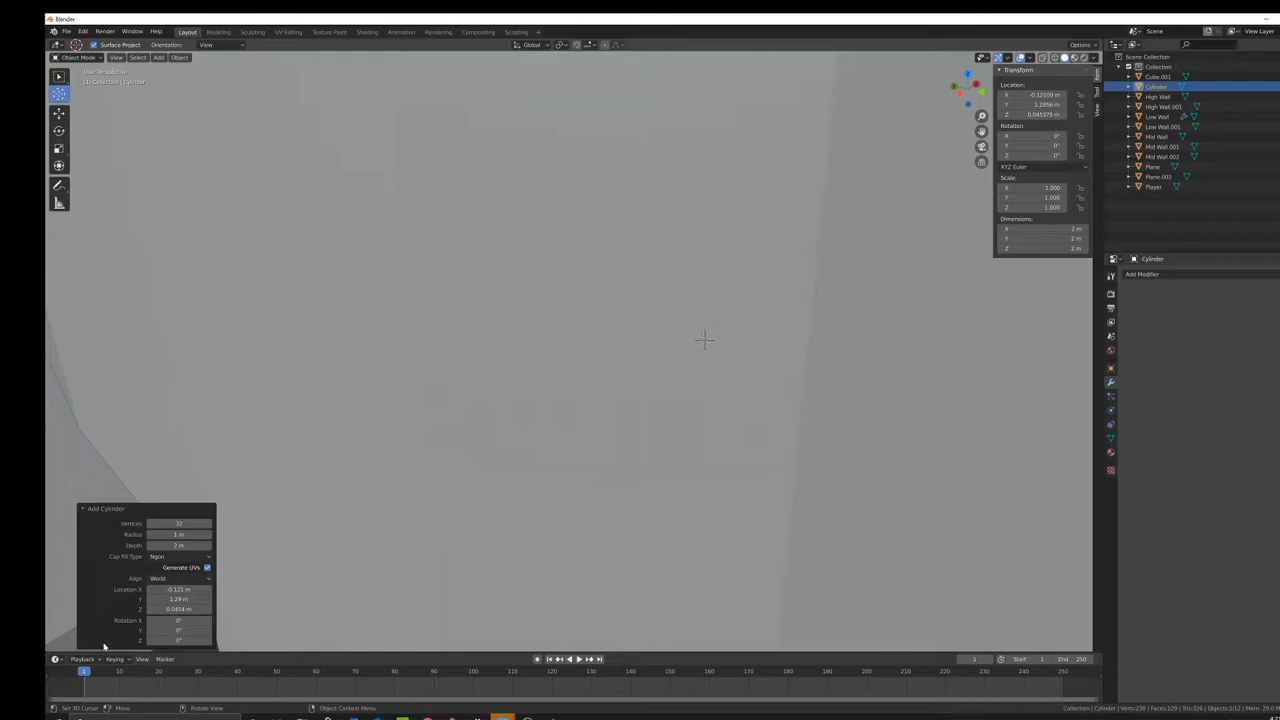 Blender
File Edit Render Window Help Layout Modeling Sculpting UV Editing Texture Paint Shading Animation Rendering Compositing Scripting + Scene View Layer
Surface Project Orientation: View Global Options
Object Mode View Select Add Object
User Perspective
(1) Collection | Cylinder
Transform
Location:
X -0.12109 m
Y 1.2856 m
Z 0.045375 m
Rotation:
X 0°
Y 0°
Z 0°
XYZ Euler
Scale:
X 1.000
Y 1.000
Z 1.000
Dimensions:
X 2 m
Y 2 m
Z 2 m
Item
Tool
View
Scene Collection
Collection
Cube.001
Cylinder
High Wall
High Wall.001
Low Wall
Low Wall.001
Mid Wall
Mid Wall.001
Mid Wall.002
Plane
Plane.002
Player
Cylinder
Add Modifier
Add Cylinder
Vertices 32
Radius 1 m
Depth 2 m
Cap Fill Type Ngon
Generate UVs
Align World
Location X -0.121 m
Y 1.29 m
Z 0.0454 m
Rotation X 0°
Y 0°
Z 0°
Playback Keying View Marker 1 Start 1 End 250
1 10 20 30 40 50 60 70 80 90 100 110 120 130 140 150 160 170 180 190 200 210 220 230 240 250
Set 3D Cursor Move Rotate View Object Context Menu Collection | Cylinder | Verts:238 | Faces:129 | Tris:326 | Objects:1/12 | Mem: 29.0 M